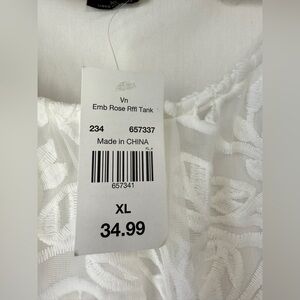 Vn
Emb Rose Rffl Tank
234 657337
Made in CHINA
657341
XL
34.99